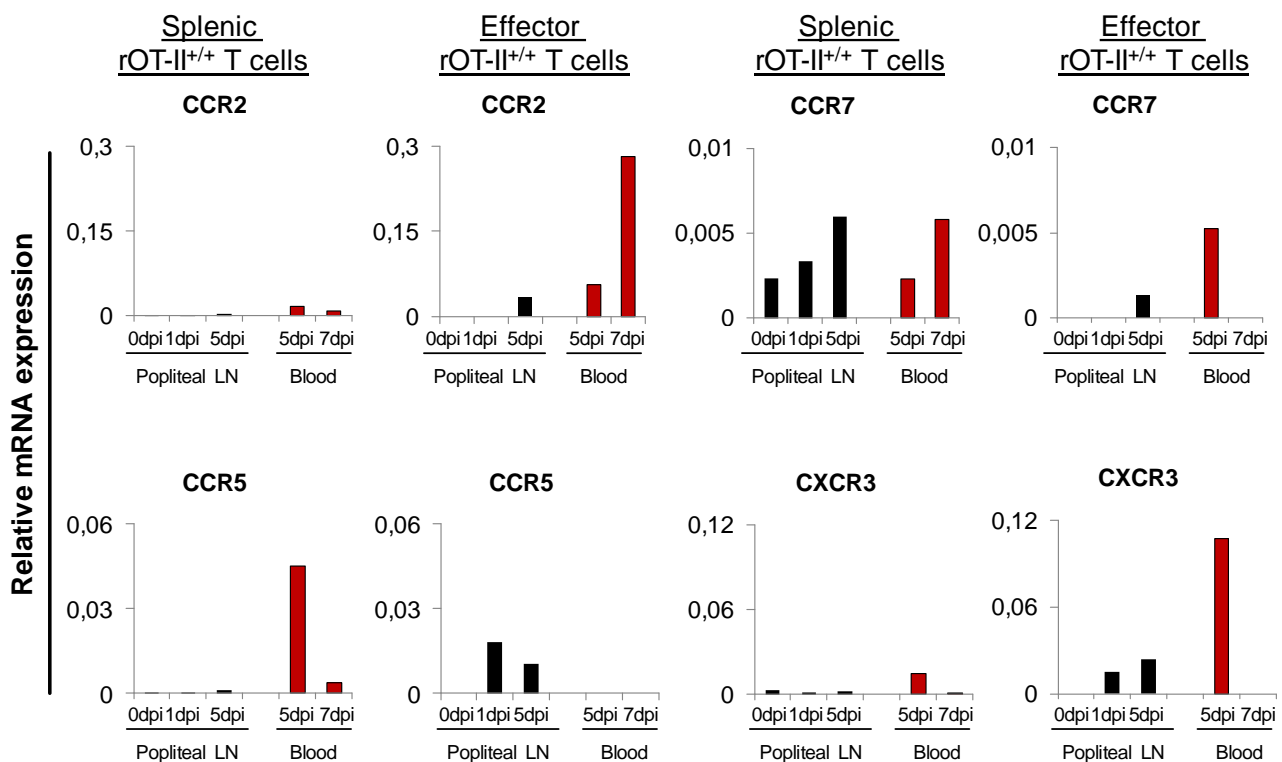 Splenic Effector Splenic Effector
rOT-II+/+ T cells rOT-II+/+ T cells rOT-II+/+ T cells rOT-II+/+ T cells
CCR2 CCR2 CCR7 CCR7
0,3 0,3 0,01 0,01
0,15 0,15 0,005 0,005
0 0 0 0
0dpi 1dpi 5dpi 5dpi 7dpi 0dpi 1dpi 5dpi 5dpi 7dpi 0dpi 1dpi 5dpi 5dpi 7dpi 0dpi 1dpi 5dpi 5dpi 7dpi
Popliteal LN Blood Popliteal LN Blood Popliteal LN Blood Popliteal LN Blood
Relative mRNA expression
CCR5 CCR5 CXCR3 CXCR3
0,06 0,06 0,12 0,12
0,03 0,03 0,06 0,06
0 0 0 0
0dpi 1dpi 5dpi 5dpi 7dpi 0dpi 1dpi 5dpi 5dpi 7dpi 0dpi 1dpi 5dpi 5dpi 7dpi 0dpi 1dpi 5dpi 5dpi 7dpi
Popliteal LN Blood Popliteal LN Blood Popliteal LN Blood Popliteal LN Blood